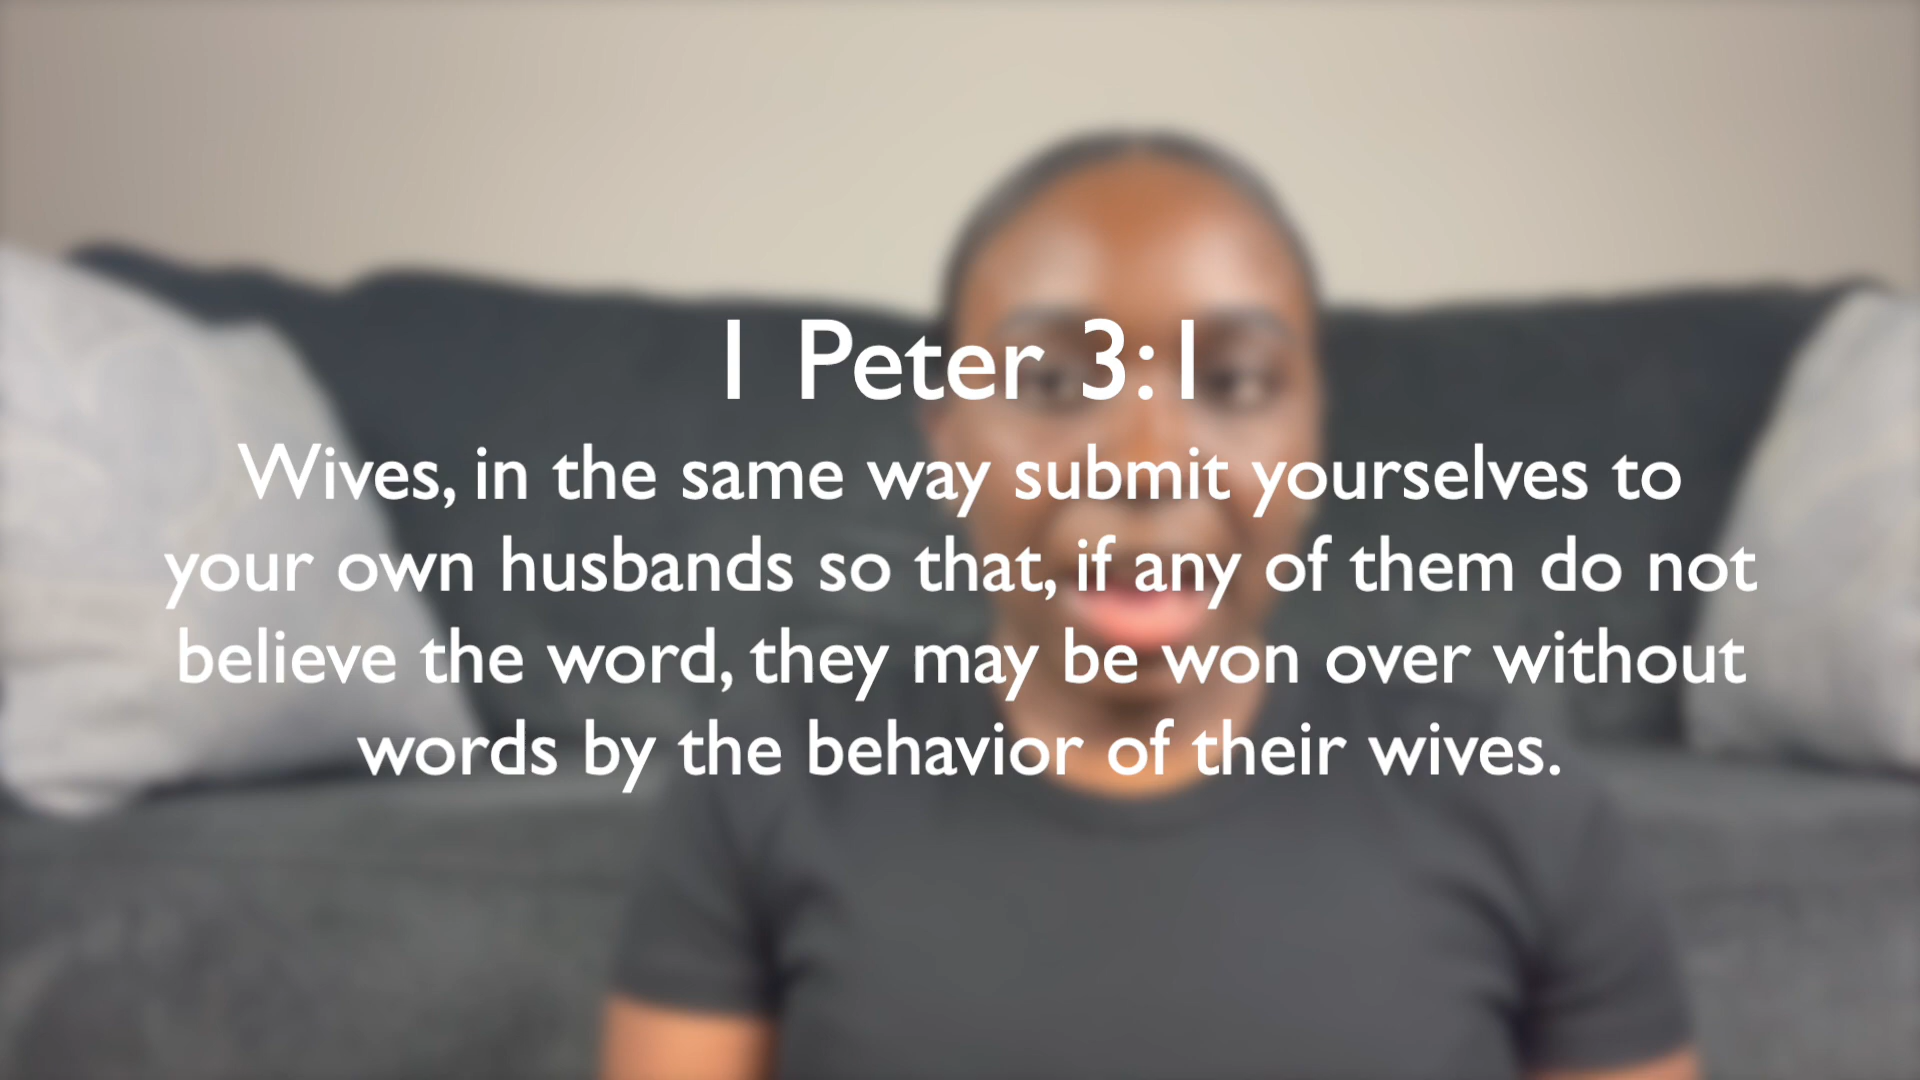 1 Peter 3:1
Wives, in the same way submit yourselves to
your own husbands so that, if any of them do not
believe the word, they may be won over without
words by the behavior of their wives.